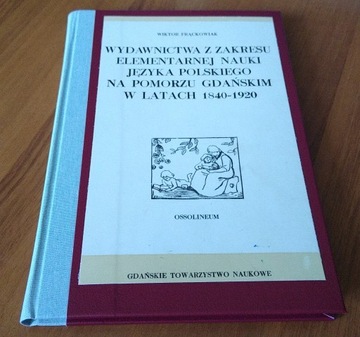 WIKTOR FRĄCKOWIAK
WYDAWNICTWA Z ZAKRESU
ELEMENTARNEJ NAUKI
JĘZYKA POLSKIEGO
NA POMORZU GDAŃSKIM
W LATACH 1840-1920
OSSOLINEUM
GDAŃSKIE TOWARZYSTWO NAUKOWE